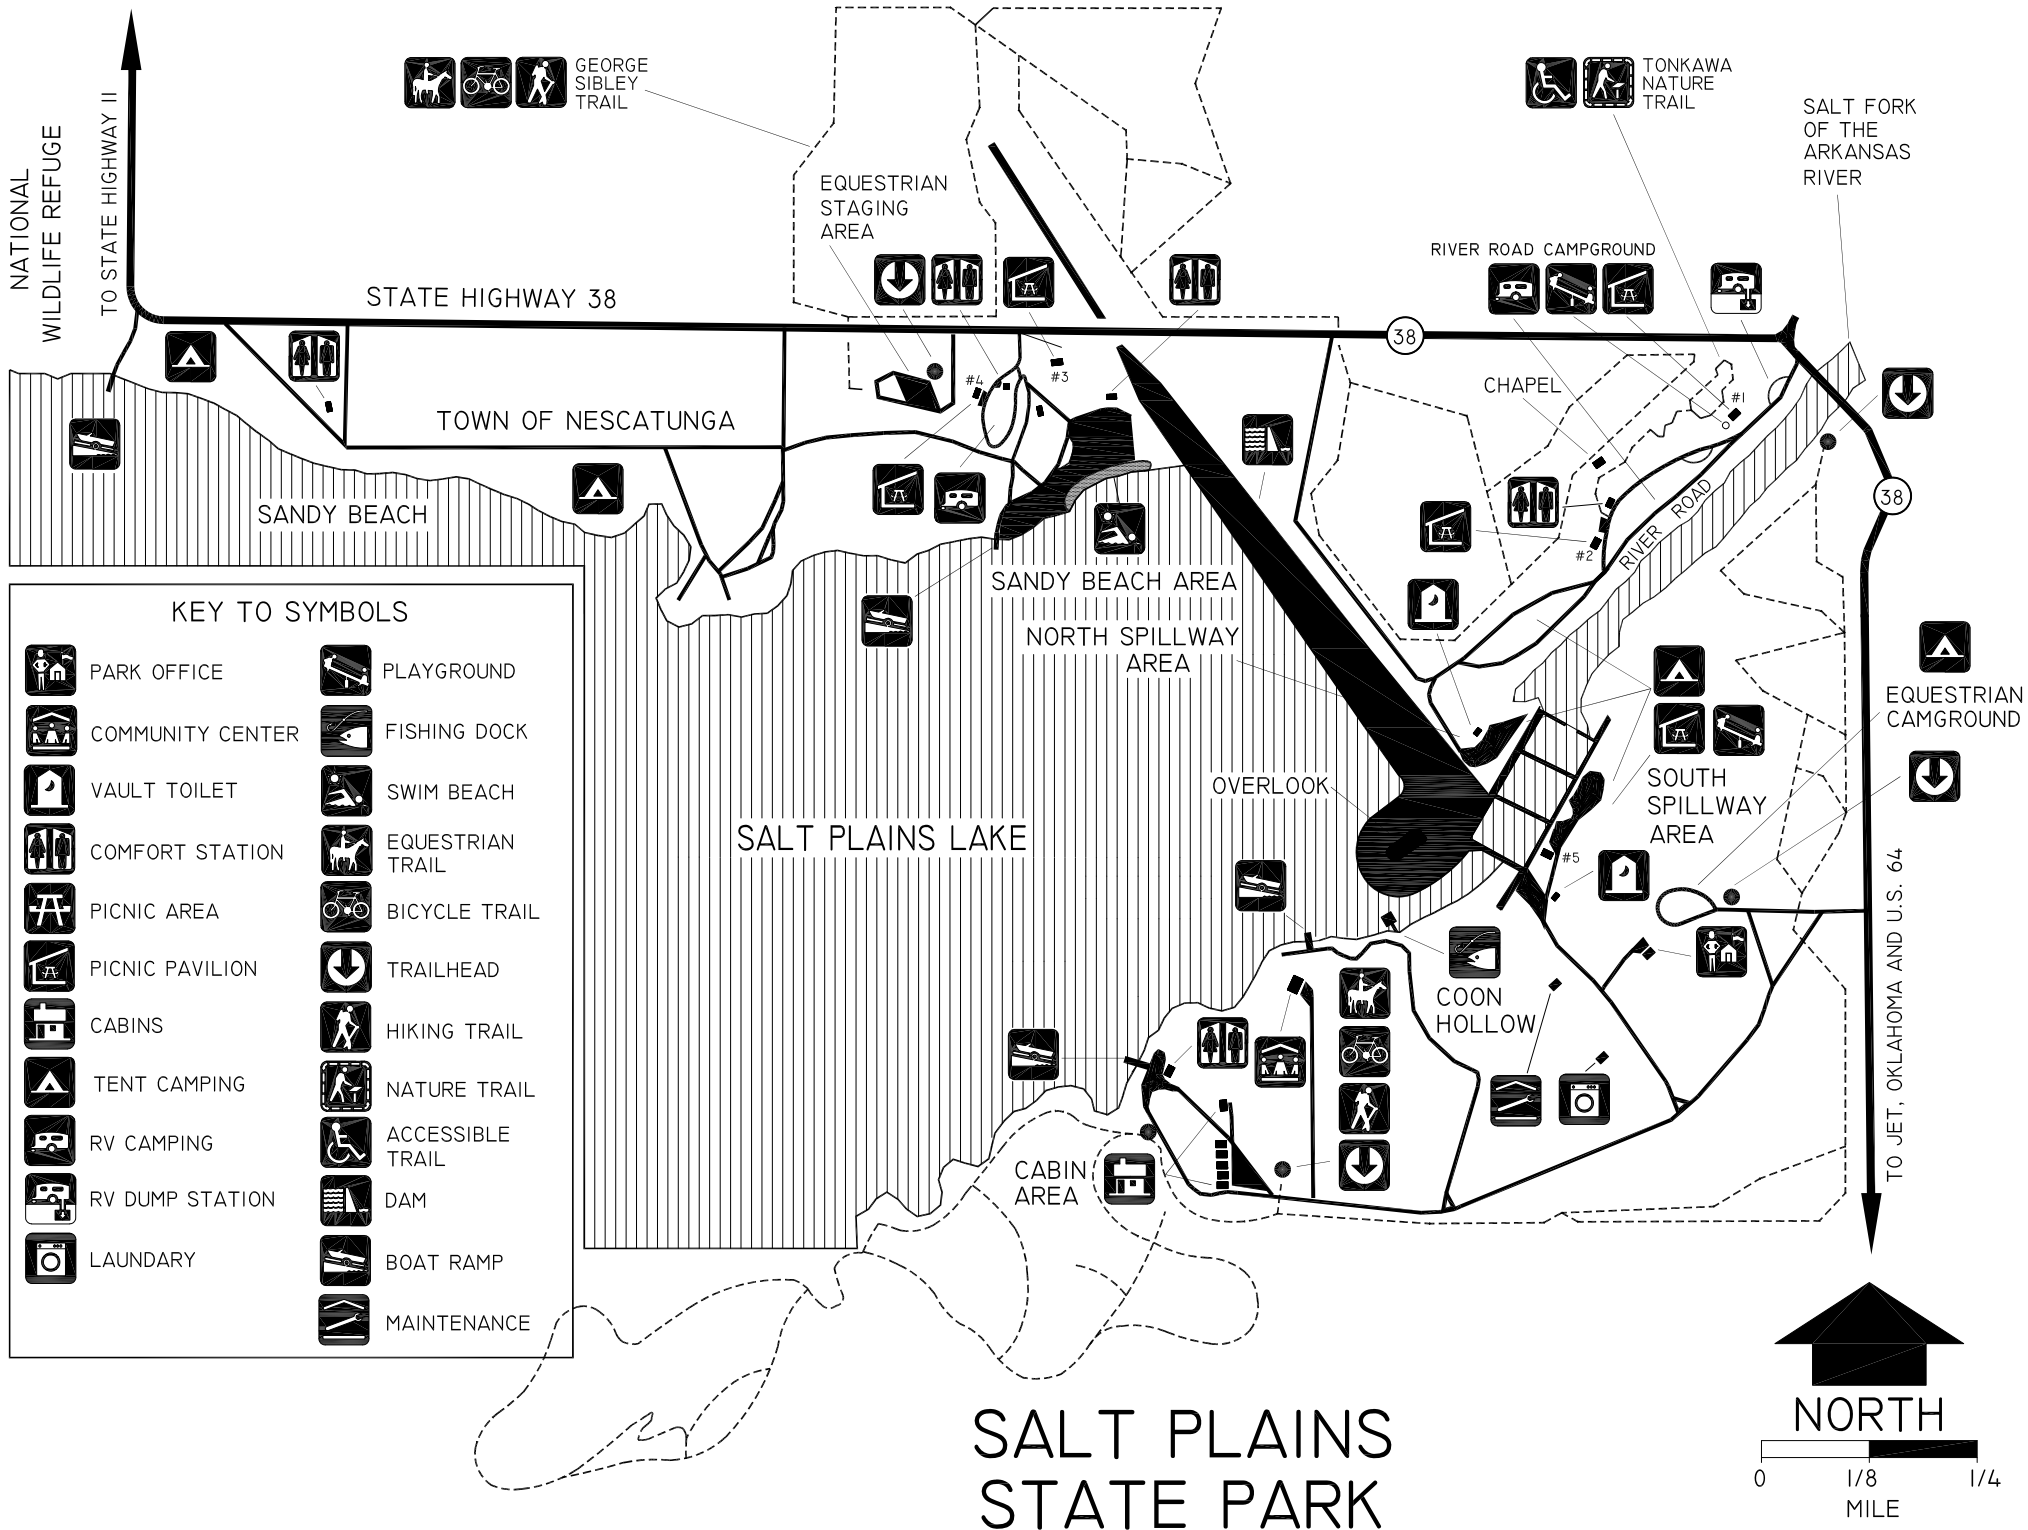 GEORGE
SIBLEY
TRAIL
TONKAWA
NATURE
TRAIL
SALT FORK
OF THE
ARKANSAS
RIVER
NATIONAL
WILDLIFE REFUGE
TO STATE HIGHWAY 11
EQUESTRIAN
STAGING
AREA
RIVER ROAD CAMPGROUND
STATE HIGHWAY 38
38
#4
#3
CHAPEL
#1
TOWN OF NESCATUNGA
38
SANDY BEACH
RIVER ROAD
#2
SANDY BEACH AREA
NORTH SPILLWAY
AREA
EQUESTRIAN
CAMGROUND
OVERLOOK
SOUTH
SPILLWAY
AREA
SALT PLAINS LAKE
#5
TO JET, OKLAHOMA AND U.S. 64
COON
HOLLOW
CABIN
AREA
KEY TO SYMBOLS
PARK OFFICE
COMMUNITY CENTER
VAULT TOILET
COMFORT STATION
PICNIC AREA
PICNIC PAVILION
CABINS
TENT CAMPING
RV CAMPING
RV DUMP STATION
LAUNDARY
PLAYGROUND
FISHING DOCK
SWIM BEACH
EQUESTRIAN
TRAIL
BICYCLE TRAIL
TRAILHEAD
HIKING TRAIL
NATURE TRAIL
ACCESSIBLE
TRAIL
DAM
BOAT RAMP
MAINTENANCE
NORTH
0 1/8 1/4
MILE
SALT PLAINS
STATE PARK